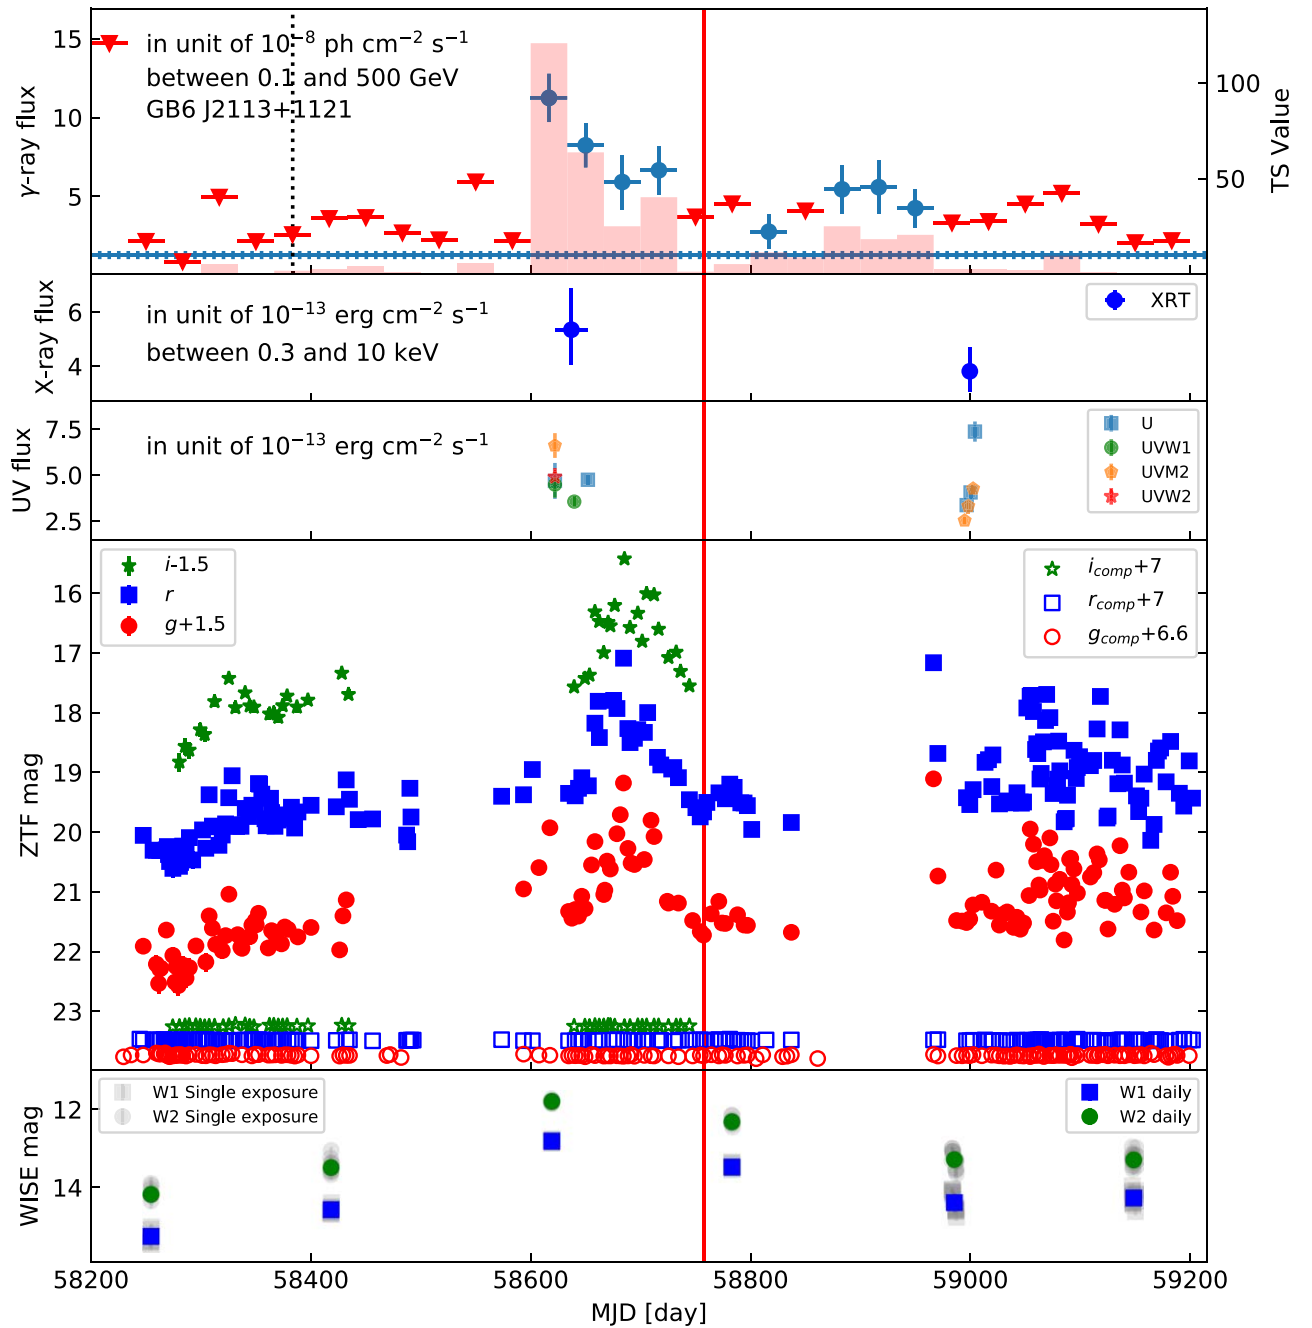 in unit of 10⁻⁸ ph cm⁻² s⁻¹
between 0.1 and 500 GeV
GB6 J2113+1121
γ-ray flux
15
10
5
TS Value
100
50
in unit of 10⁻¹³ erg cm⁻² s⁻¹
between 0.3 and 10 keV
X-ray flux
6
4
XRT
in unit of 10⁻¹³ erg cm⁻² s⁻¹
UV flux
7.5
5.0
2.5
U
UVW1
UVM2
UVW2
i-1.5
r
g+1.5
i_comp+7
r_comp+7
g_comp+6.6
ZTF mag
16
17
18
19
20
21
22
23
W1 Single exposure
W2 Single exposure
W1 daily
W2 daily
WISE mag
12
14
58200
58400
58600
58800
59000
59200
MJD [day]